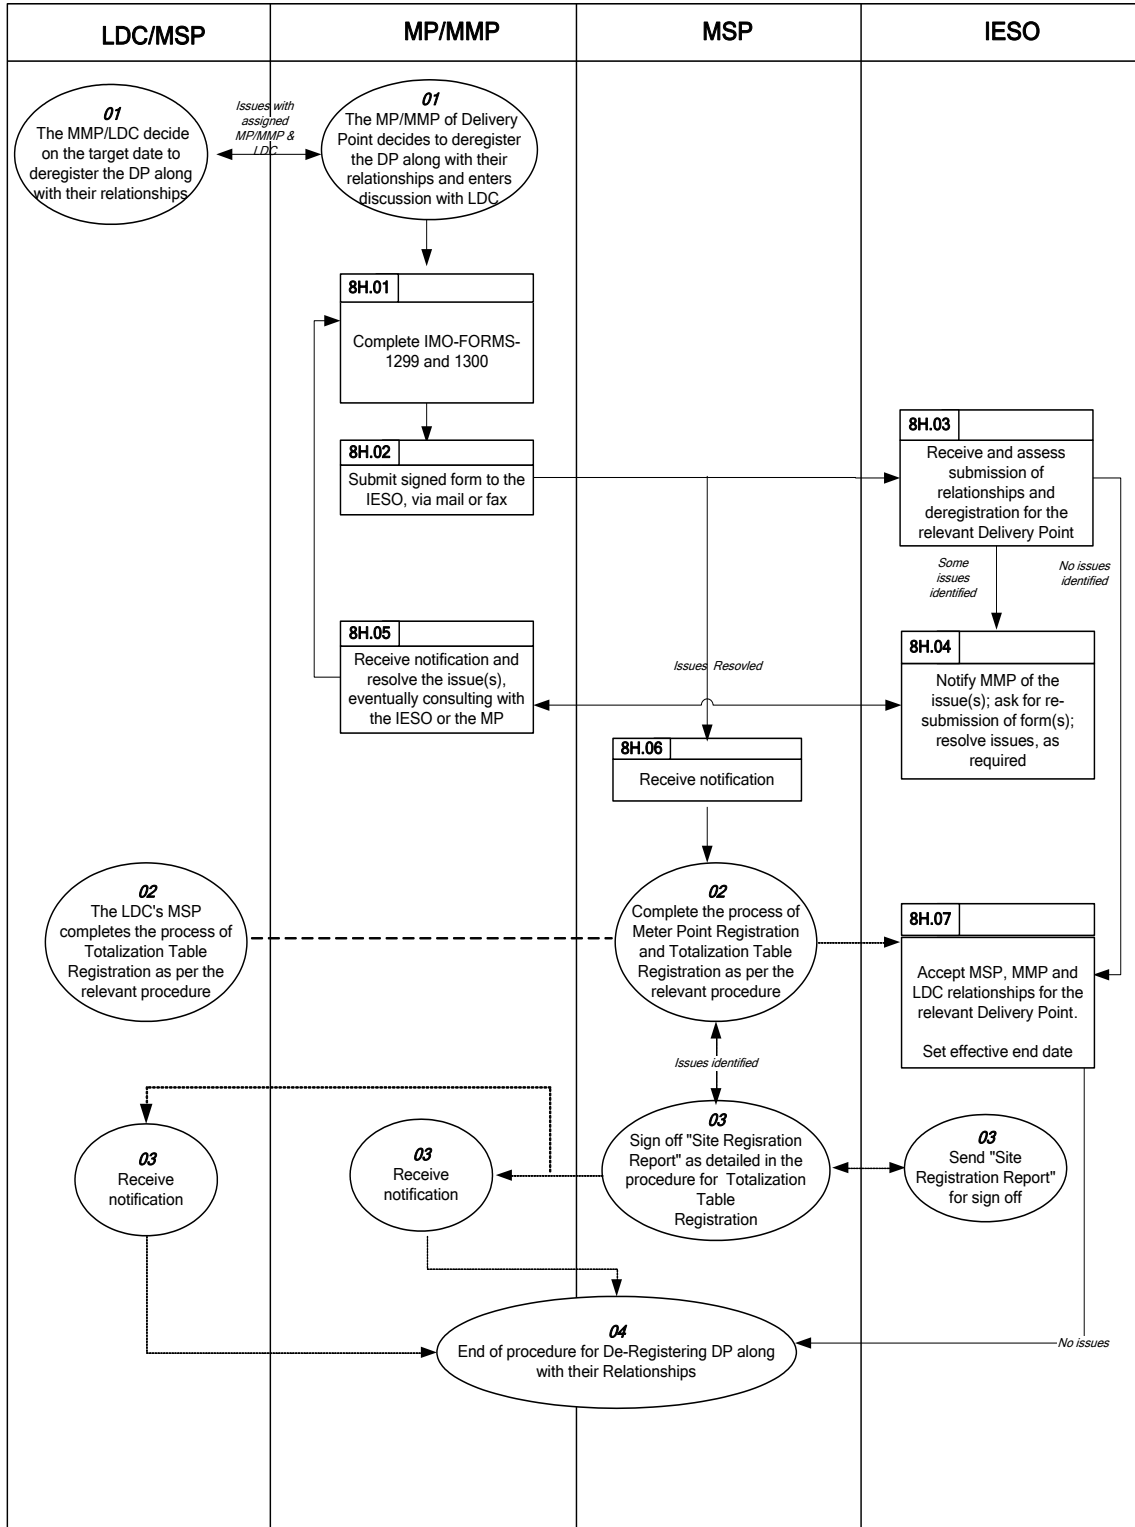 LDC/MSP
MP/MMP
MSP
IESO
01
The MMP/LDC decide
on the target date to
deregister the DP along
with their relationships
Issues with
assigned
MP/MMP &
LDC
01
The MP/MMP of Delivery
Point decides to deregister
the DP along with their
relationships and enters
discussion with LDC
8H.01
Complete IMO-FORMS-
1299 and 1300
8H.02
Submit signed form to the
IESO, via mail or fax
8H.03
Receive and assess
submission of
relationships and
deregistration for the
relevant Delivery Point
Some
issues
identified
No issues
identified
8H.05
Receive notification and
resolve the issue(s),
eventually consulting with
the IESO or the MP
Issues Resovled
8H.04
Notify MMP of the
issue(s); ask for re-
submission of form(s);
resolve issues, as
required
8H.06
Receive notification
02
The LDC's MSP
completes the process of
Totalization Table
Registration as per the
relevant procedure
02
Complete the process of
Meter Point Registration
and Totalization Table
Registration as per the
relevant procedure
8H.07
Accept MSP, MMP and
LDC relationships for the
relevant Delivery Point.
Set effective end date
Issues identified
03
Receive
notification
03
Receive
notification
03
Sign off "Site Regisration
Report" as detailed in the
procedure for Totalization
Table
Registration
03
Send "Site
Registration Report"
for sign off
04
End of procedure for De-Registering DP along
with their Relationships
No issues